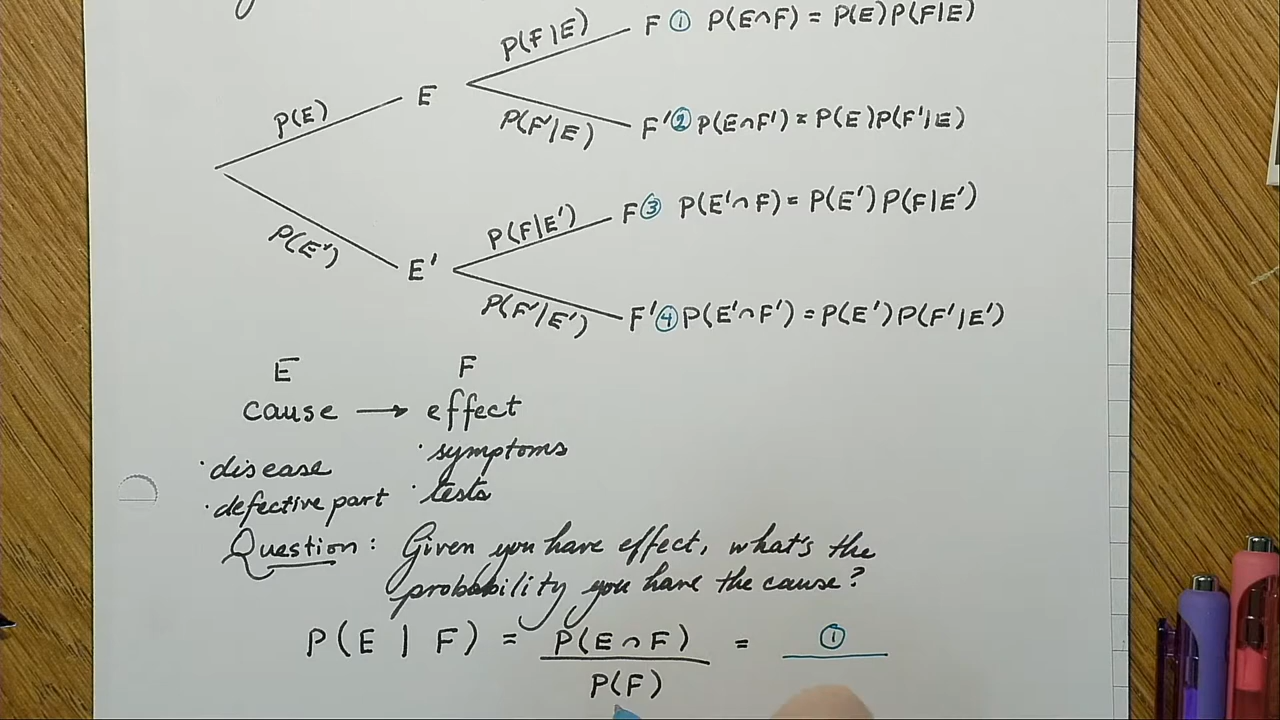 P(F|E) F ① P(E∩F) = P(E)P(F|E)
P(E) E
P(F'|E) F' ② P(E∩F') = P(E)P(F'|E)
P(F|E') F ③ P(E'∩F) = P(E')P(F|E')
P(E') E'
P(F'|E') F' ④ P(E'∩F') = P(E')P(F'|E')
E F
cause → effect
· symptoms
· disease
· tests
· defective part
Question: Given you have effect, what's the
probability you have the cause?
P(E | F) = P(E∩F) = ①
P(F)